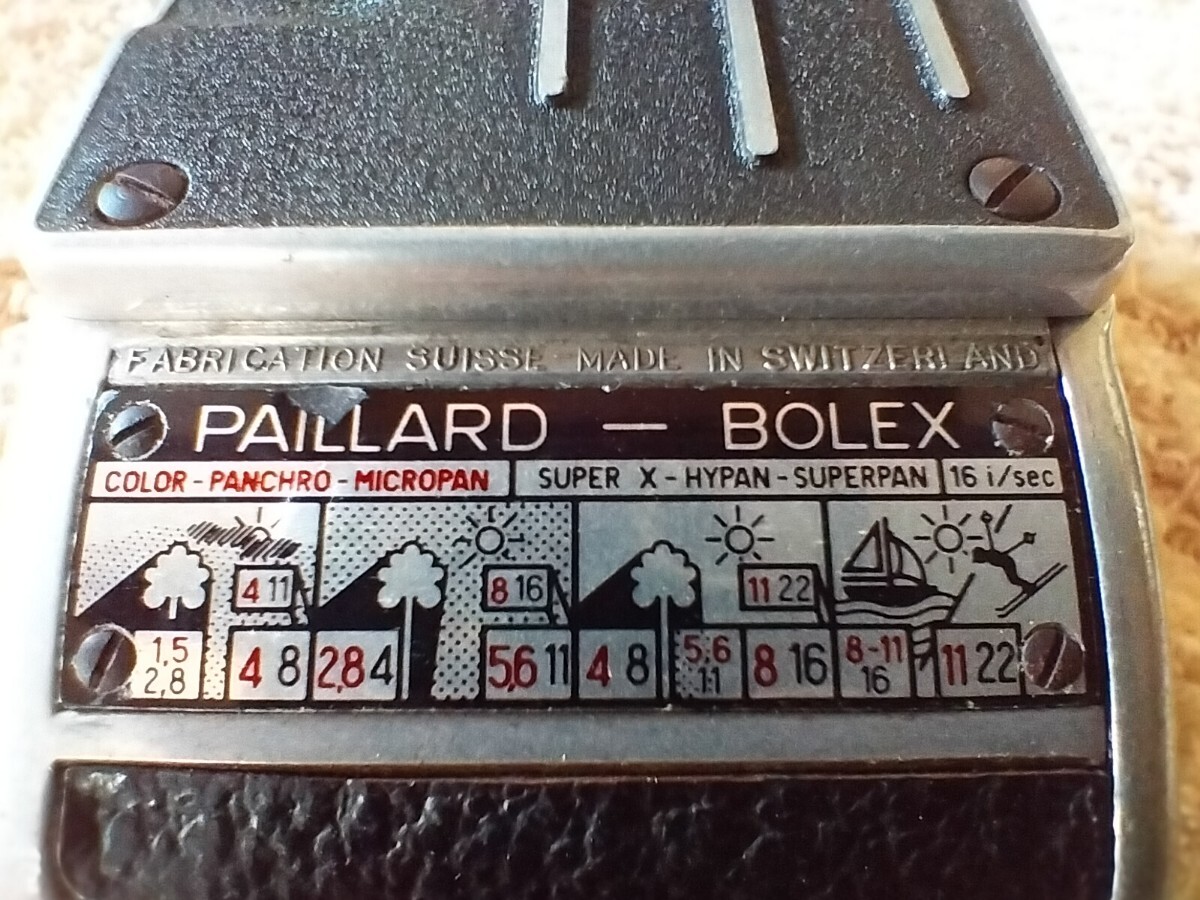 FABRICATION SUISSE MADE IN SWITZERLAND
PAILLARD — BOLEX
COLOR - PANCHRO - MICROPAN SUPER X - HYPAN - SUPERPAN 16 i/sec
4 11 8 16 11 22
1,5 4 8 2,8 4 5,6 11 4 8 5,6 8 16 8-11 11 22
2,8 11 16